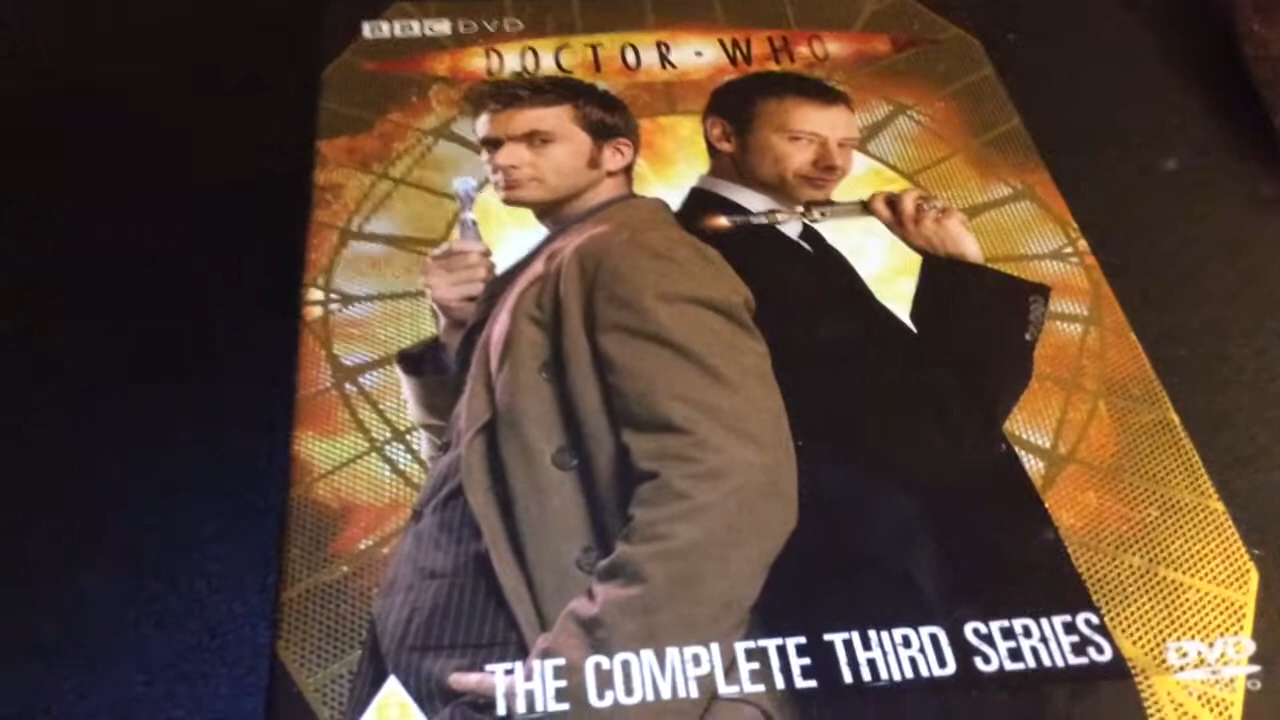 BBC DVD
DOCTOR · WHO
THE COMPLETE THIRD SERIES
DVD